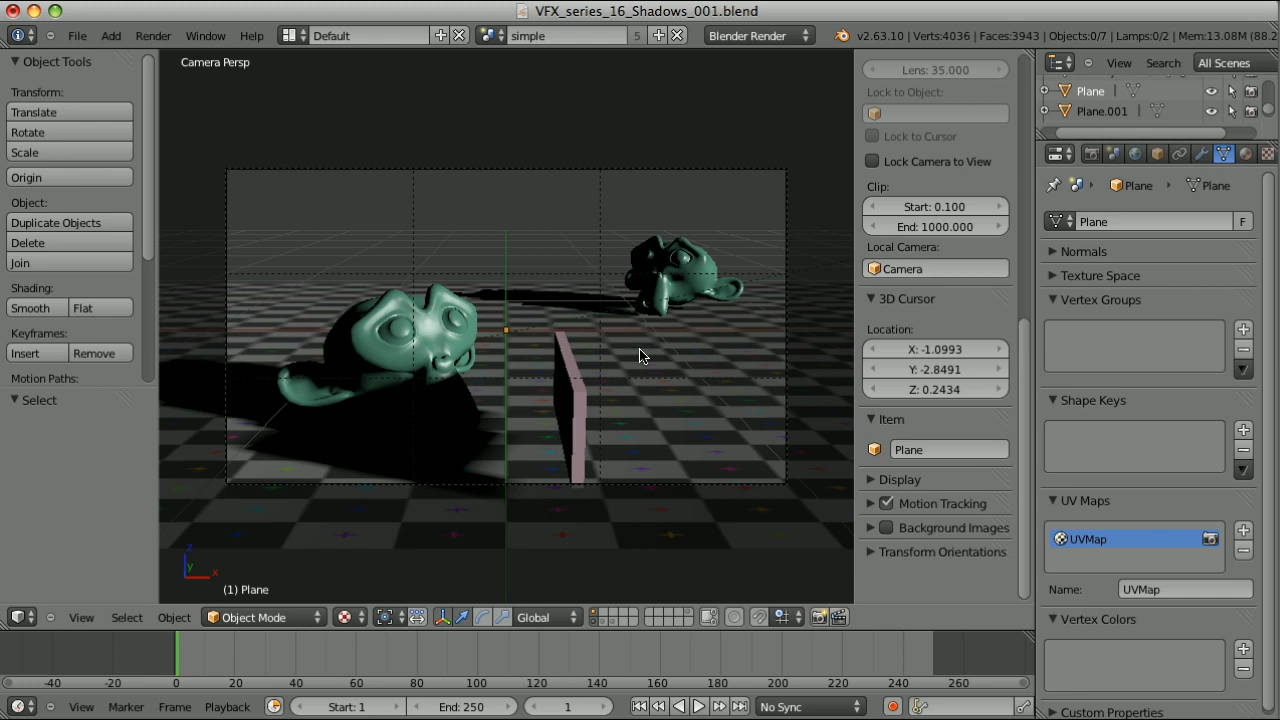 VFX_series_16_Shadows_001.blend
File Add Render Window Help Default simple 5 Blender Render v2.63.10 | Verts:4036 | Faces:3943 | Objects:0/7 | Lamps:0/2 | Mem:13.08M (88.2
Object Tools
Transform:
Translate
Rotate
Scale
Origin
Object:
Duplicate Objects
Delete
Join
Shading:
Smooth Flat
Keyframes:
Insert Remove
Motion Paths:
Select
Camera Persp
(1) Plane
z
y
x
Lens: 35.000
Lock to Object:
Lock to Cursor
Lock Camera to View
Clip:
Start: 0.100
End: 1000.000
Local Camera:
Camera
3D Cursor
Location:
X: -1.0993
Y: -2.8491
Z: 0.2434
Item
Plane
Display
Motion Tracking
Background Images
Transform Orientations
View Search All Scenes
Plane
Plane.001
Plane Plane
Plane F
Normals
Texture Space
Vertex Groups
Shape Keys
UV Maps
UVMap
Name: UVMap
Vertex Colors
Custom Properties
View Select Object Object Mode Global
-40 -20 0 20 40 60 80 100 120 140 160 180 200 220 240 260
View Marker Frame Playback Start: 1 End: 250 1 No Sync